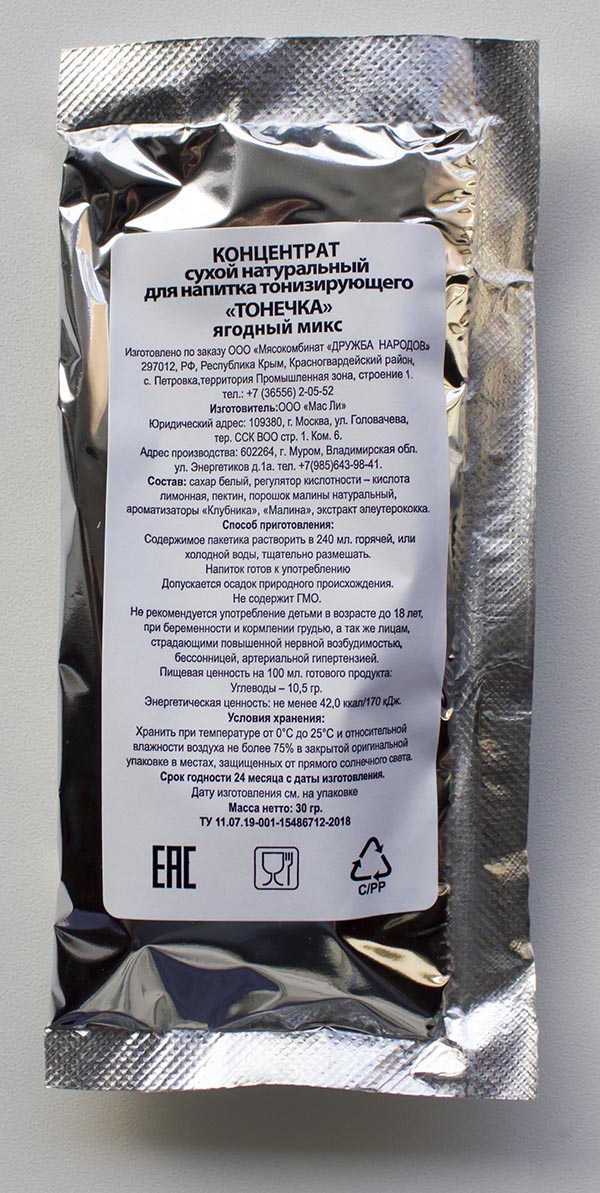 КОНЦЕНТРАТ
сухой натуральный
для напитка тонизирующего
«ТОНЕЧКА»
ЯГОДНЫЙ МИКС
Изготовлено по заказу ООО «Мясокомбинат «ДРУЖБА НАРОДОВ»
297012, РФ, Республика Крым, Красногвардейский район,
с. Петровка,территория Промышленная зона, строение 1.
тел.: +7 (36556) 2-05-52
Изготовитель:ООО «Мас Ли»
Юридический адрес: 109380, г. Москва, ул. Головачева,
тер. ССК ВОО стр. 1. Ком. 6.
Адрес производства: 602264, г. Муром, Владимирская обл.
ул. Энергетиков д.1а. тел. +7(985)643-98-41.
Состав: сахар белый, регулятор кислотности – кислота
лимонная, пектин, порошок малины натуральный,
ароматизаторы «Клубника», «Малина», экстракт элеутерококка.
Способ приготовления:
Содержимое пакетика растворить в 240 мл. горячей, или
холодной воды, тщательно размешать.
Напиток готов к употреблению
Допускается осадок природного происхождения.
Не содержит ГМО.
Не рекомендуется употребление детьми в возрасте до 18 лет,
при беременности и кормлении грудью, а так же лицам,
страдающими повышенной нервной возбудимостью,
бессонницей, артериальной гипертензией.
Пищевая ценность на 100 мл. готового продукта:
Углеводы – 10,5 гр.
Энергетическая ценность: не менее 42,0 ккал/170 кДж.
Условия хранения:
Хранить при температуре от 0°С до 25°С и относительной
влажности воздуха не более 75% в закрытой оригинальной
упаковке в местах, защищенных от прямого солнечного света.
Срок годности 24 месяца с даты изготовления.
Дату изготовления см. на упаковке
Масса нетто: 30 гр.
ТУ 11.07.19-001-15486712-2018
ЕАС
C/PP